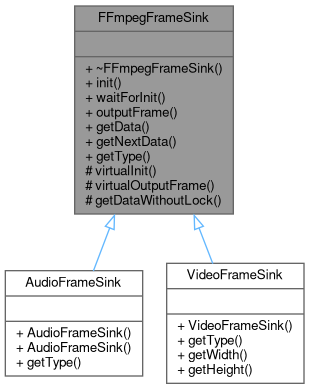 FFmpegFrameSink
+ ~FFmpegFrameSink()
+ init()
+ waitForInit()
+ outputFrame()
+ getData()
+ getNextData()
+ getType()
# virtualInit()
# virtualOutputFrame()
# getDataWithoutLock()
AudioFrameSink
+ AudioFrameSink()
+ AudioFrameSink()
+ getType()
VideoFrameSink
+ VideoFrameSink()
+ getType()
+ getWidth()
+ getHeight()